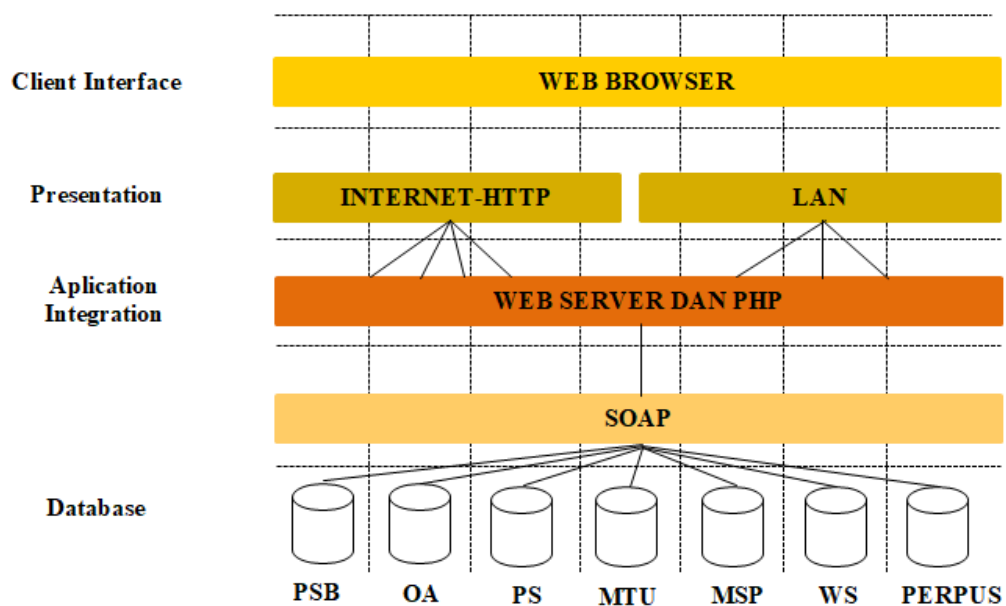 Client Interface
WEB BROWSER
Presentation
INTERNET-HTTP
LAN
Aplication
Integration
WEB SERVER DAN PHP
SOAP
Database
PSB
OA
PS
MTU
MSP
WS
PERPUS